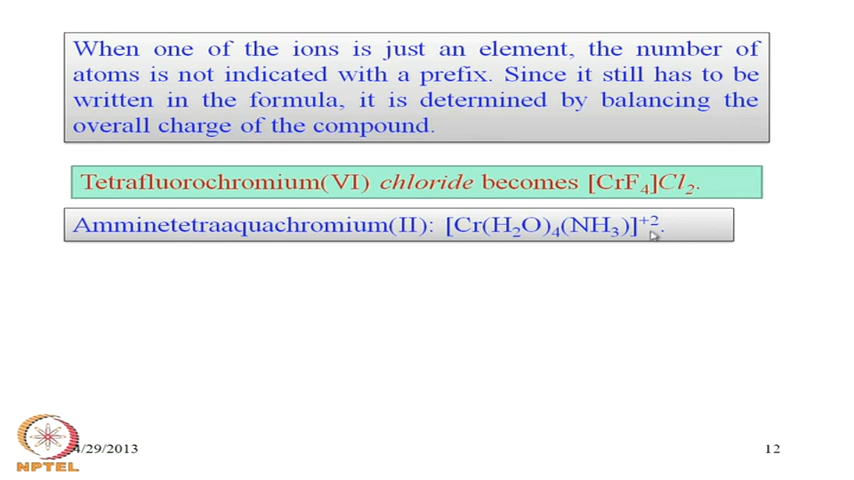 When one of the ions is just an element, the number of
atoms is not indicated with a prefix. Since it still has to be
written in the formula, it is determined by balancing the
overall charge of the compound.
Tetrafluorochromium(VI) chloride becomes [CrF₄]Cl₂.
Amminetetraaquachromium(II): [Cr(H₂O)₄(NH₃)]⁺².
4/29/2013
12
NPTEL